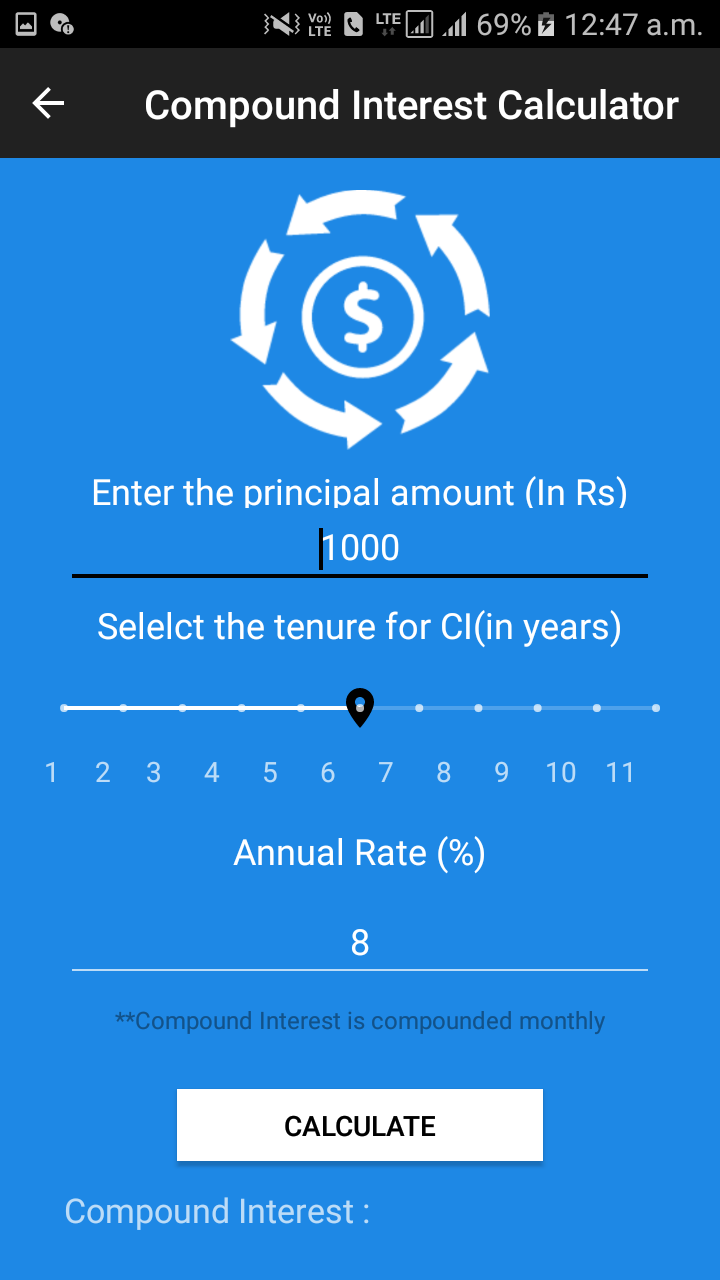 Vo)) LTE LTE 69% 12:47 a.m.
Compound Interest Calculator
$
Enter the principal amount (In Rs)
1000
Selelct the tenure for CI(in years)
1 2 3 4 5 6 7 8 9 10 11
Annual Rate (%)
8
**Compound Interest is compounded monthly
CALCULATE
Compound Interest :